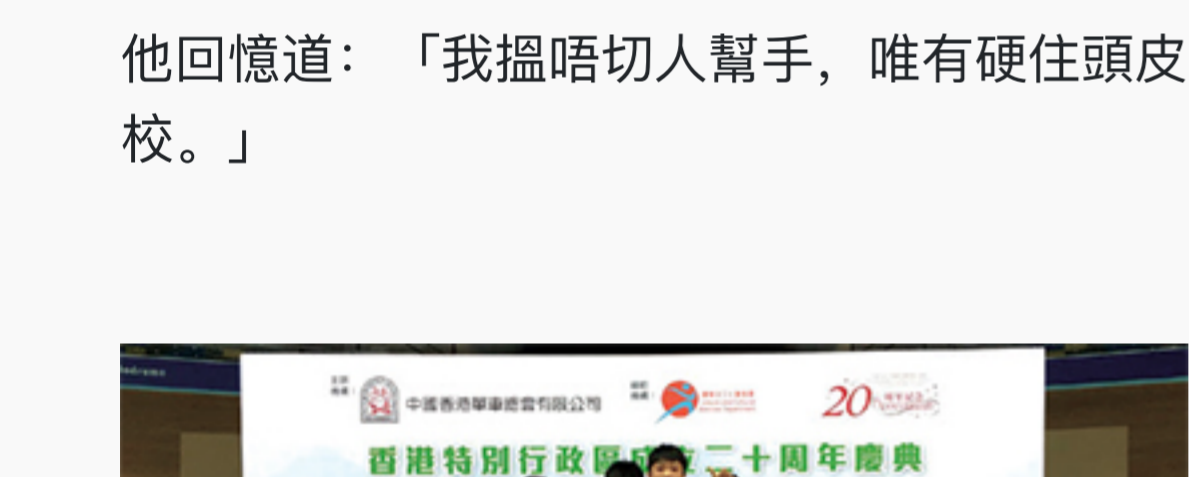 他回憶道：「我搵唔切人幫手，唯有硬住頭皮
校。」
中國香港單車總會有限公司
20
香港特別行政區成立二十周年慶典